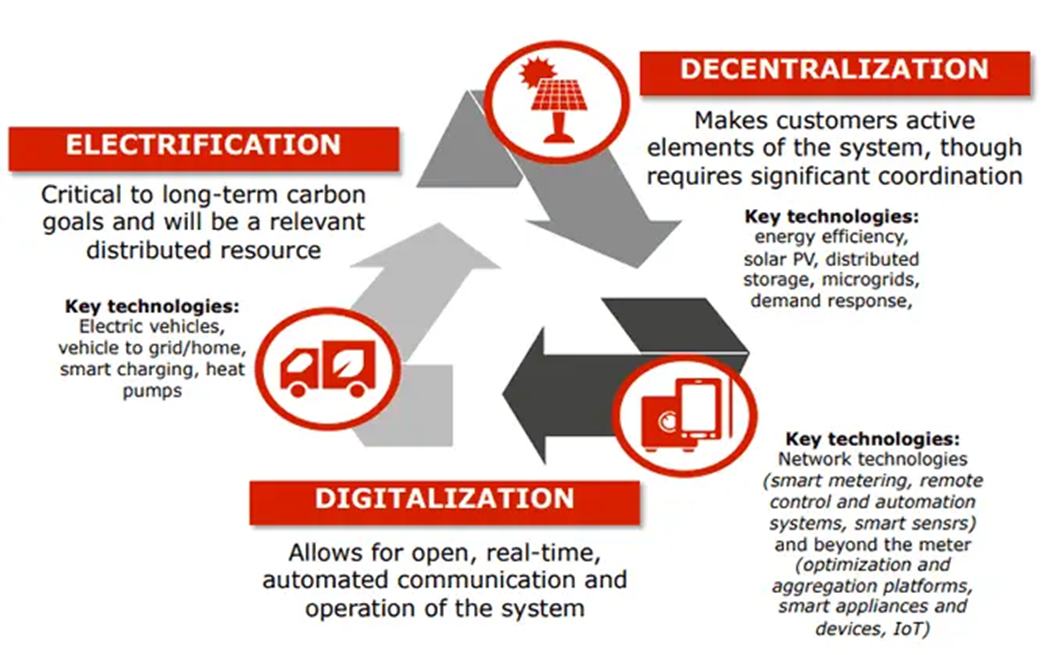 DECENTRALIZATION
Makes customers active
elements of the system, though
requires significant coordination
Key technologies:
energy efficiency,
solar PV, distributed
storage, microgrids,
demand response,
ELECTRIFICATION
Critical to long-term carbon
goals and will be a relevant
distributed resource
Key technologies:
Electric vehicles,
vehicle to grid/home,
smart charging, heat
pumps
DIGITALIZATION
Allows for open, real-time,
automated communication and
operation of the system
Key technologies:
Network technologies
(smart metering, remote
control and automation
systems, smart sensrs)
and beyond the meter
(optimization and
aggregation platforms,
smart appliances and
devices, IoT)